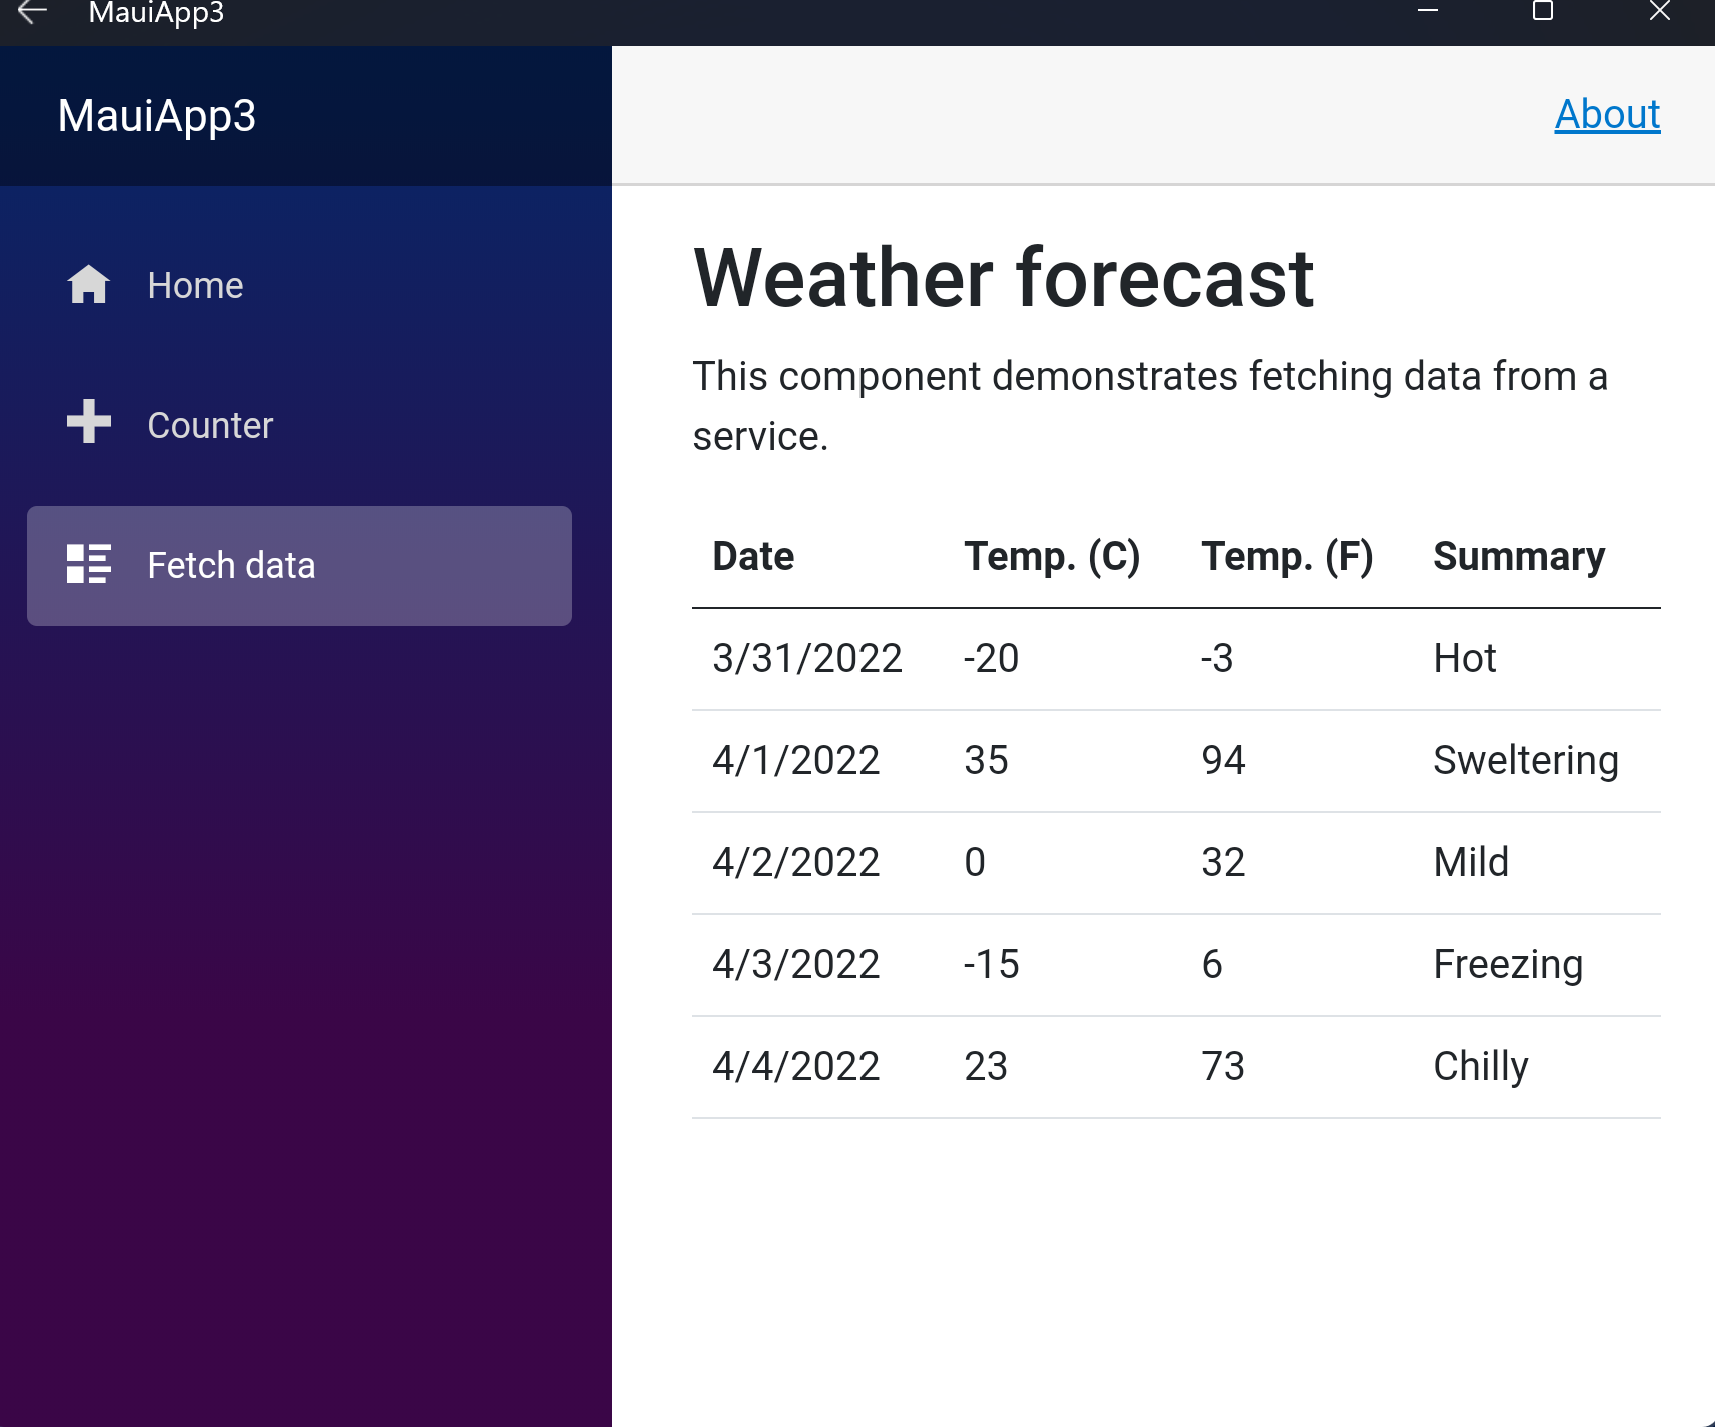 MauiApp3
MauiApp3
About
Home
Counter
Fetch data
Weather forecast
This component demonstrates fetching data from a
service.
Date Temp. (C) Temp. (F) Summary
3/31/2022 -20 -3 Hot
4/1/2022 35 94 Sweltering
4/2/2022 0 32 Mild
4/3/2022 -15 6 Freezing
4/4/2022 23 73 Chilly